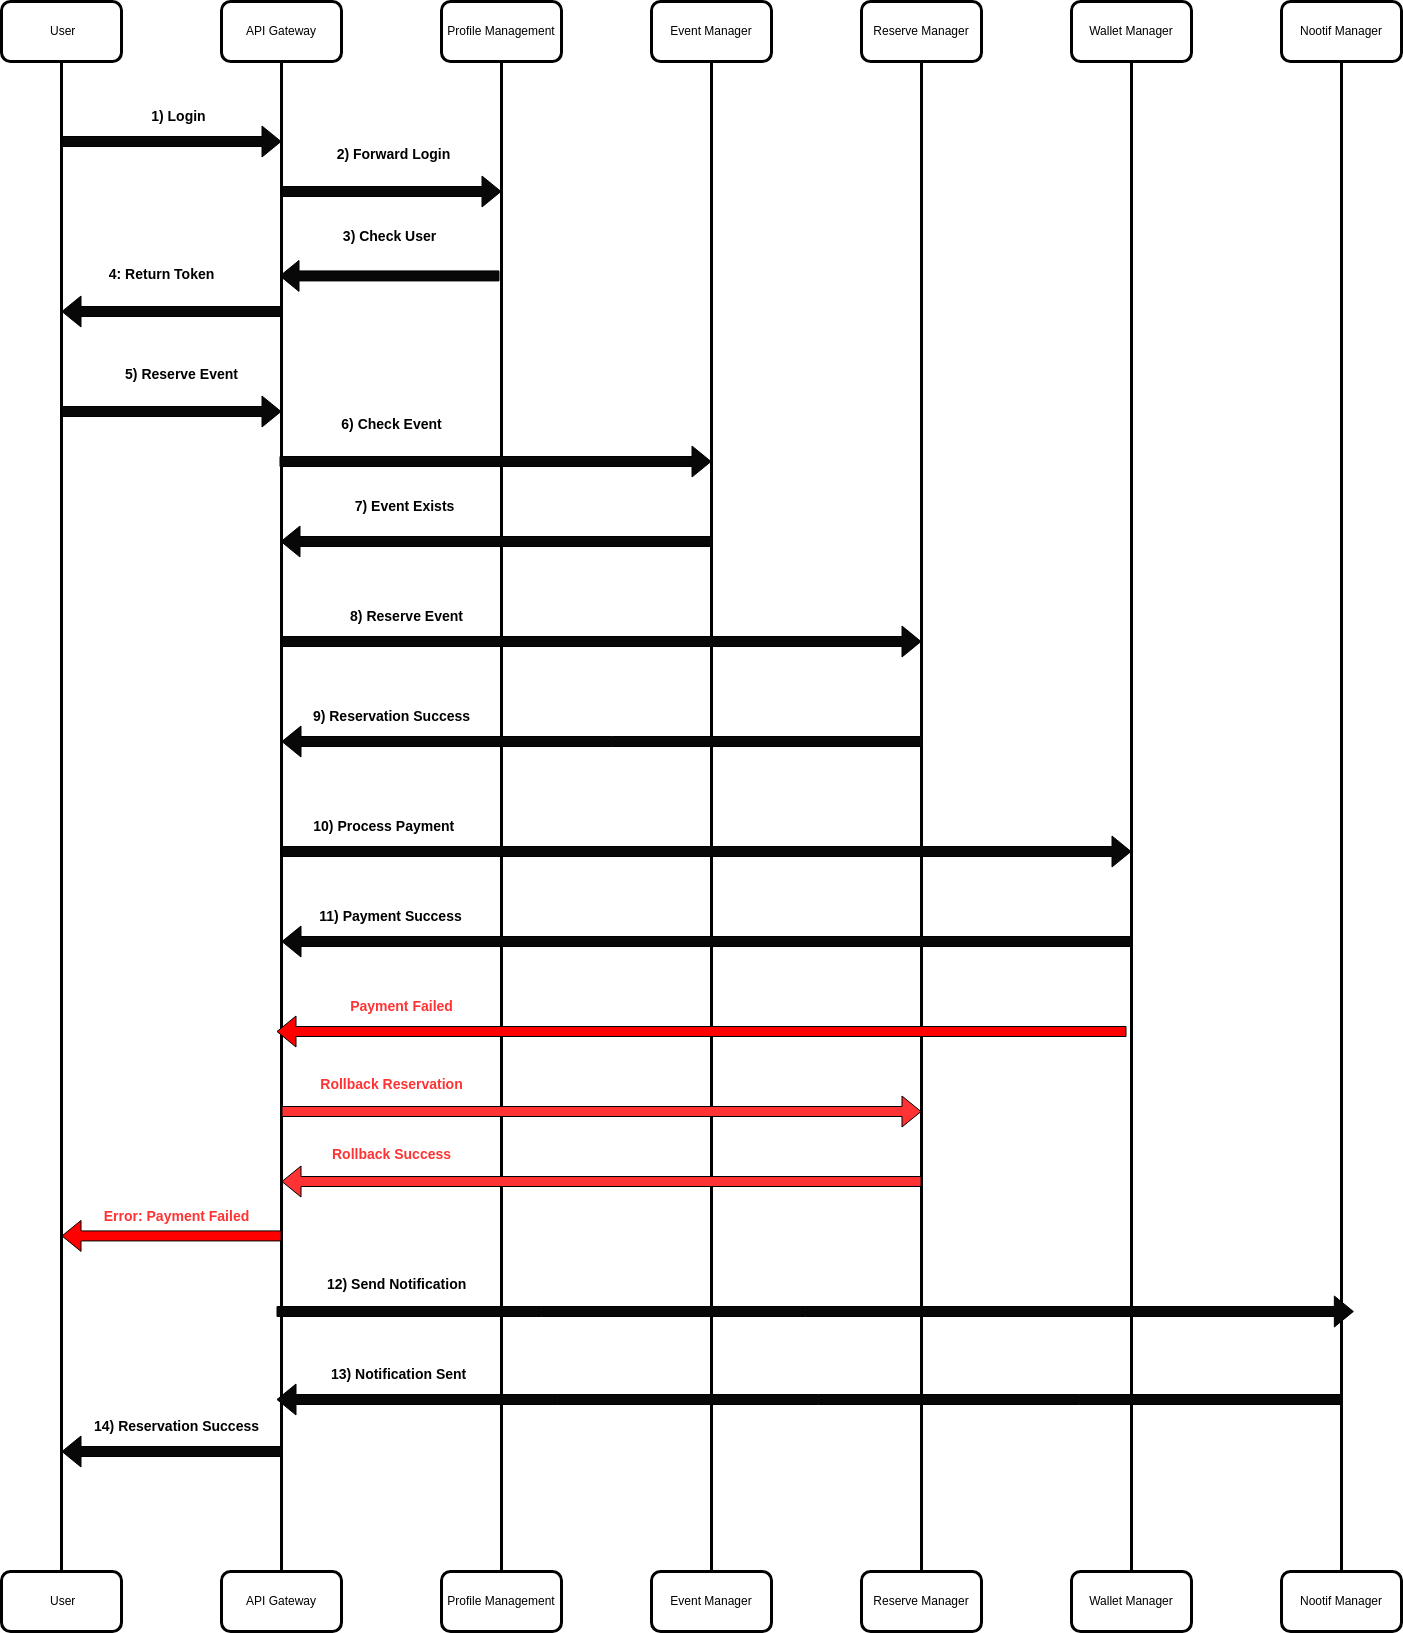 User
API Gateway
Profile Management
Event Manager
Reserve Manager
Wallet Manager
Nootif Manager
1) Login
2) Forward Login
3) Check User
4: Return Token
5) Reserve Event
6) Check Event
7) Event Exists
8) Reserve Event
9) Reservation Success
10) Process Payment
11) Payment Success
Payment Failed
Rollback Reservation
Rollback Success
Error: Payment Failed
12) Send Notification
13) Notification Sent
14) Reservation Success
User
API Gateway
Profile Management
Event Manager
Reserve Manager
Wallet Manager
Nootif Manager